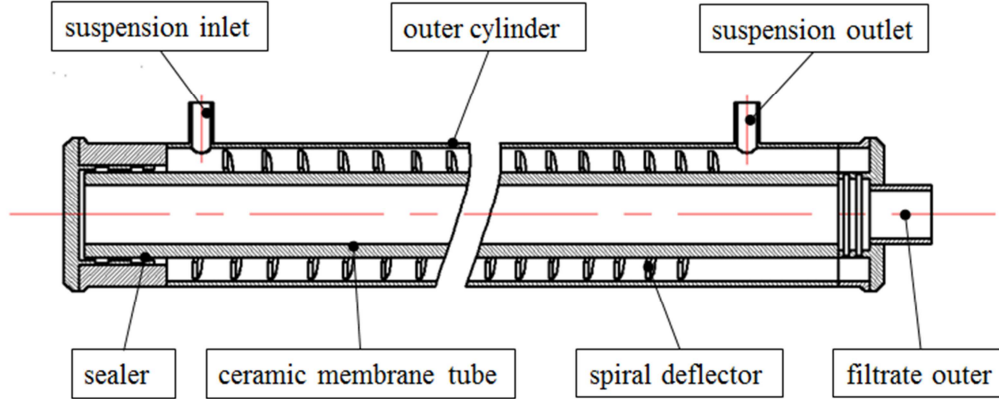 suspension inlet
outer cylinder
suspension outlet
sealer
ceramic membrane tube
spiral deflector
filtrate outer